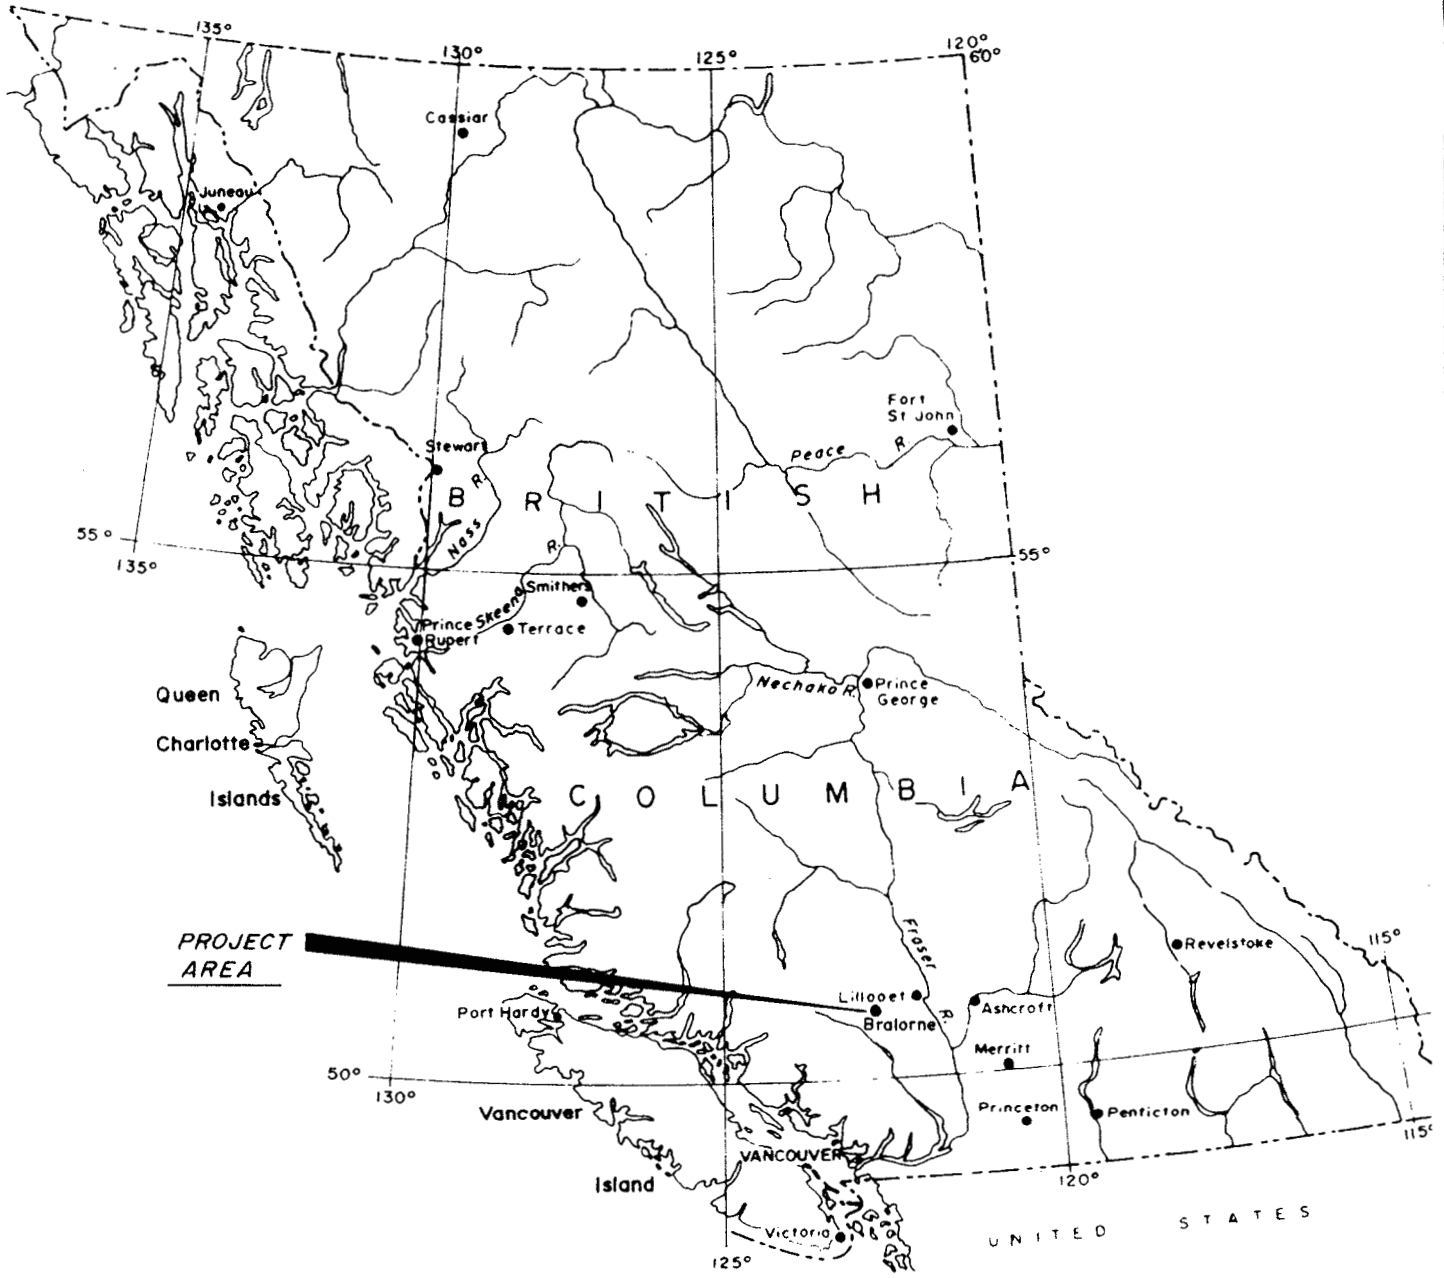 135°
130°
125°
120°
60°
Cassiar
Juneau
Fort
St John
Stewart
Peace R.
BRITISH
Nass R.
55°
135°
55°
Skeena R.
Smithers
Prince
Rupert
Terrace
Queen
Charlotte
Islands
Nechako R.
Prince
George
COLUMBIA
PROJECT
AREA
Fraser R.
Revelstoke
115°
Lillooet
Bralorne
Ashcroft
Port Hardy
Merritt
50°
130°
Vancouver
Island
Princeton
Penticton
115°
VANCOUVER
120°
Victoria
125°
UNITED STATES